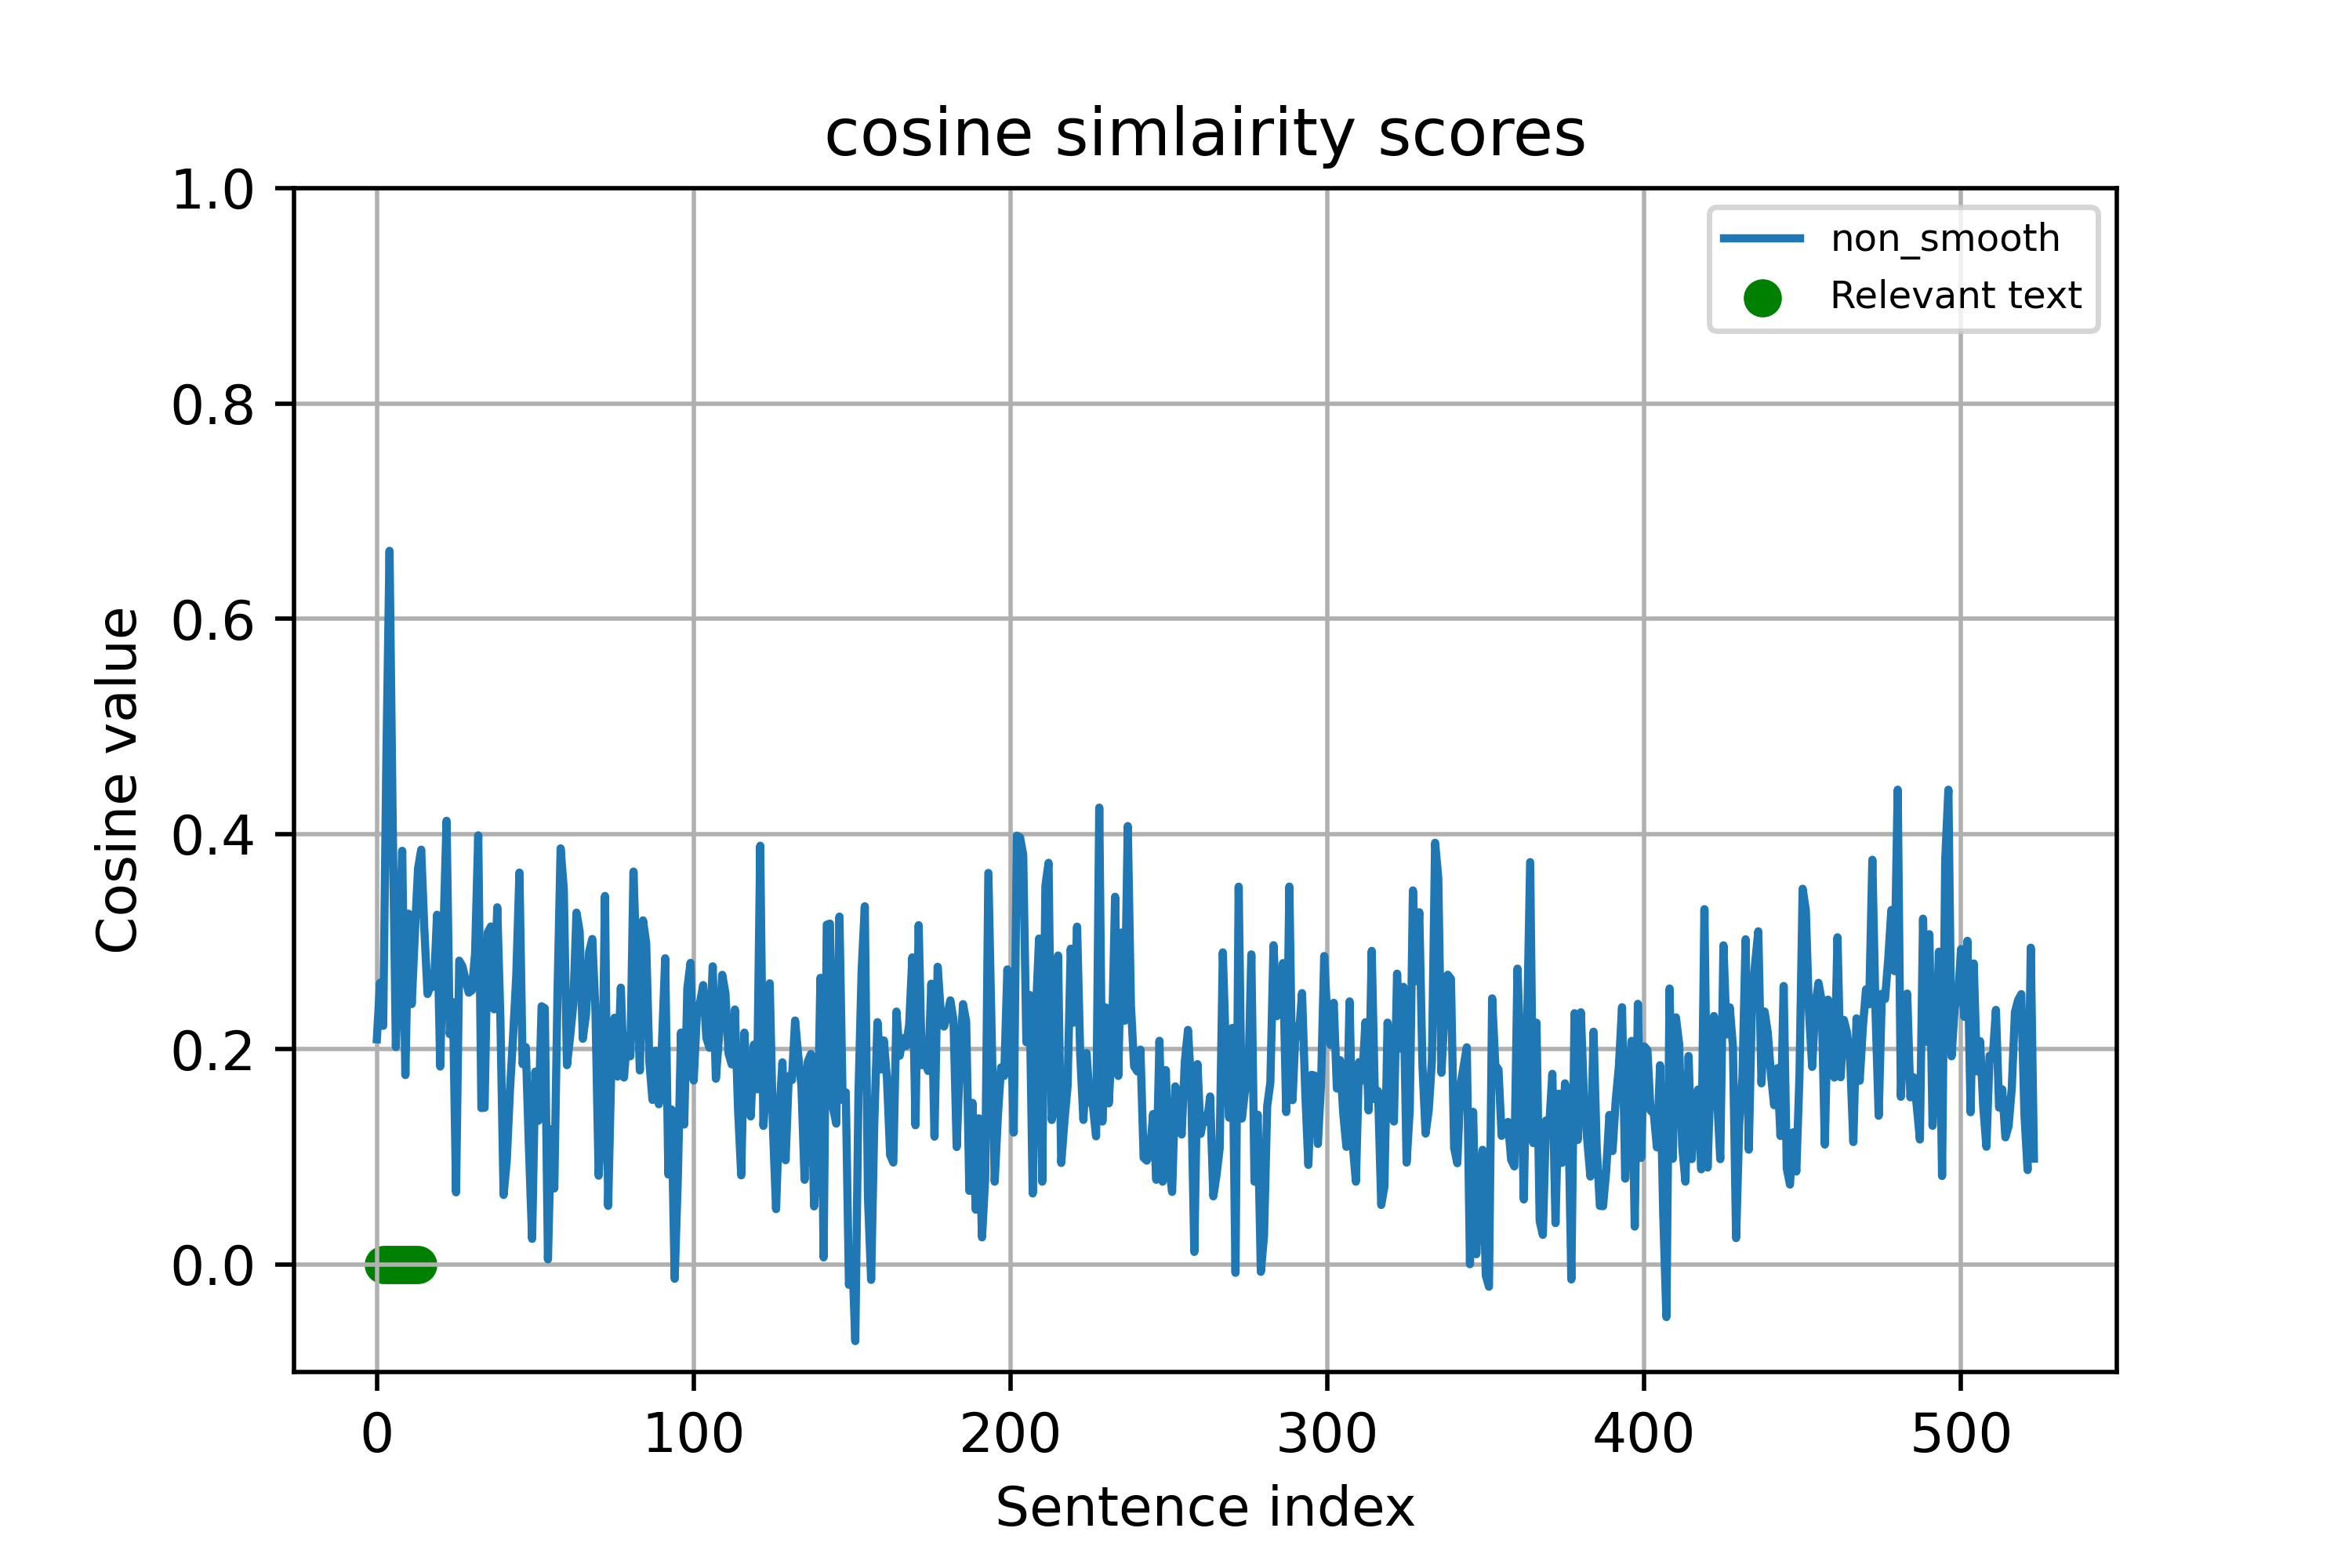 cosine simlairity scores
1.0
0.8
0.6
0.4
0.2
0.0
Cosine value
non_smooth
Relevant text
0 100 200 300 400 500
Sentence index